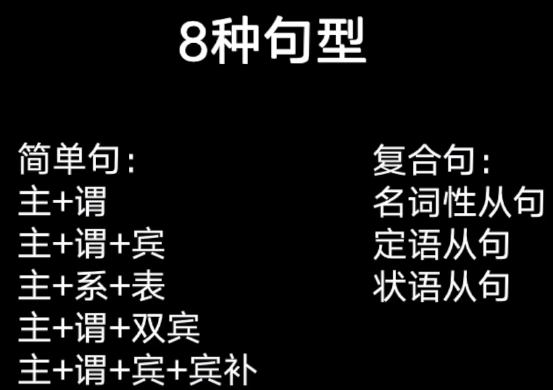 8种句型
简单句：
主+谓
主+谓+宾
主+系+表
主+谓+双宾
主+谓+宾+宾补
复合句：
名词性从句
定语从句
状语从句